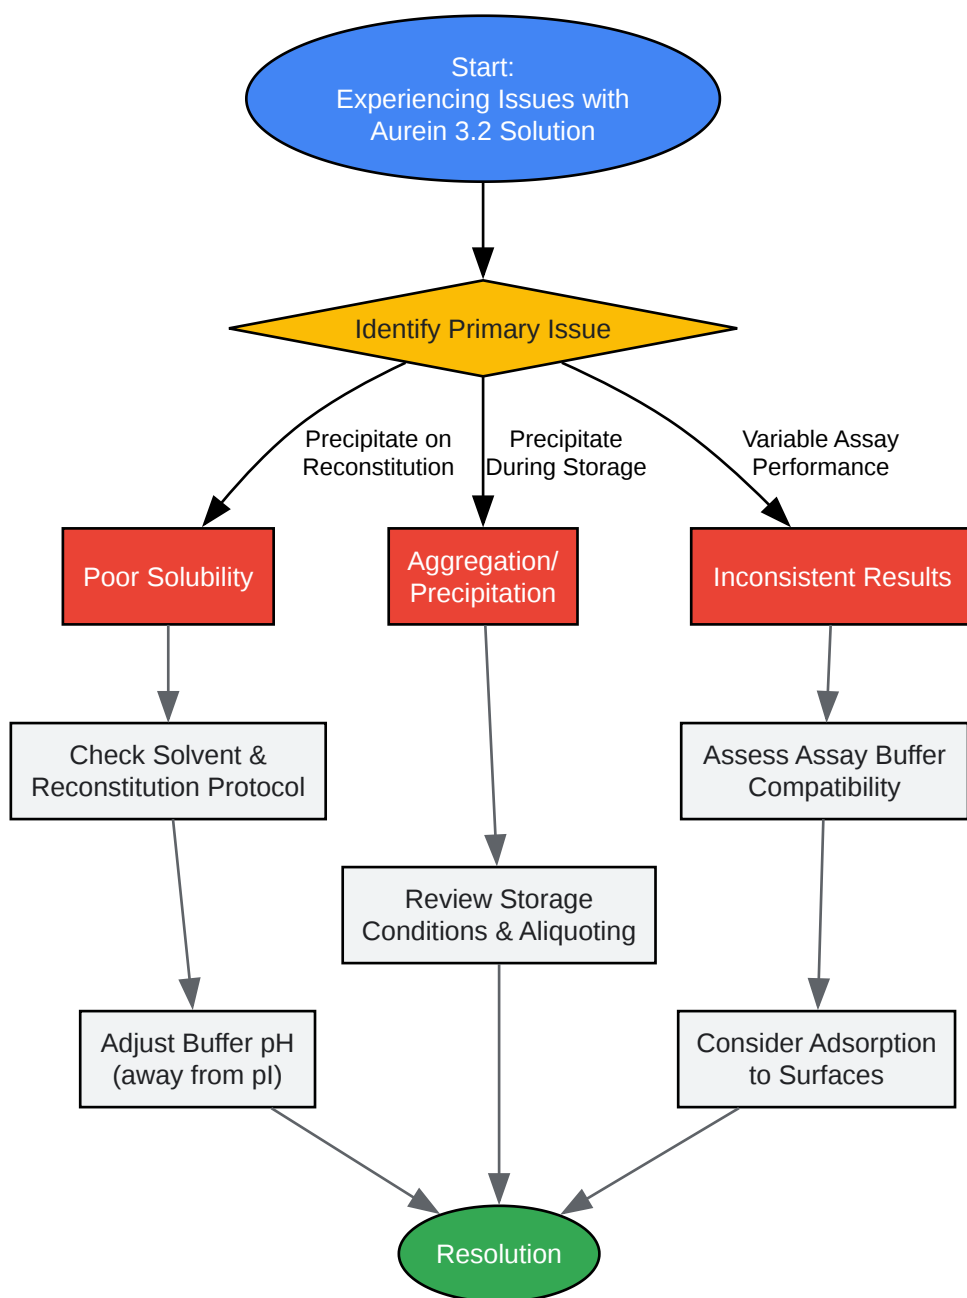 Start:
Experiencing Issues with
Aurein 3.2 Solution
Identify Primary Issue
Precipitate on
Reconstitution
Precipitate
During Storage
Variable Assay
Performance
Poor Solubility
Aggregation/
Precipitation
Inconsistent Results
Check Solvent &
Reconstitution Protocol
Assess Assay Buffer
Compatibility
Review Storage
Conditions & Aliquoting
Adjust Buffer pH
(away from pI)
Consider Adsorption
to Surfaces
Resolution